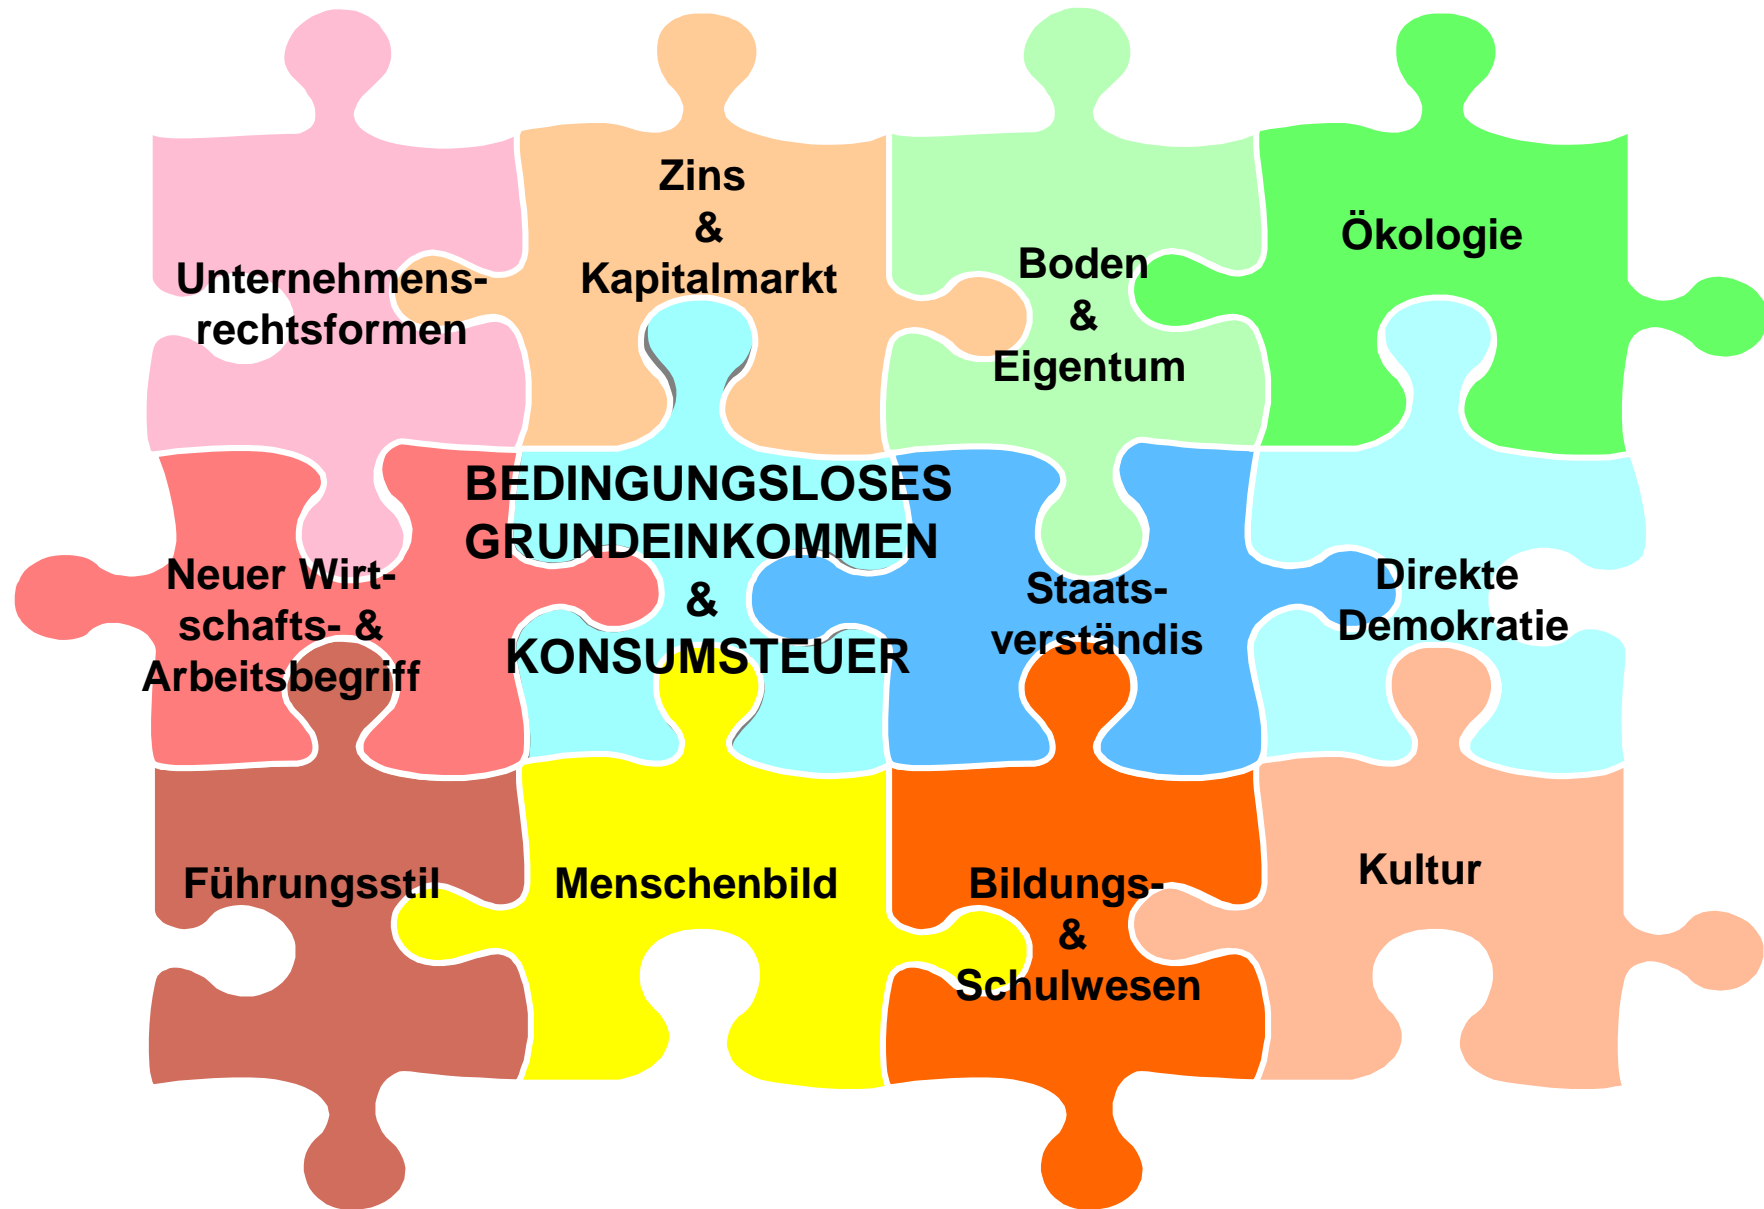 Unternehmens-
rechtsformen
Zins
&
Kapitalmarkt
Boden
&
Eigentum
Ökologie
Neuer Wirt-
schafts- &
Arbeitsbegriff
BEDINGUNGSLOSES
GRUNDEINKOMMEN
&
KONSUMSTEUER
Staats-
verständis
Direkte
Demokratie
Führungsstil
Menschenbild
Bildungs-
&
Schulwesen
Kultur